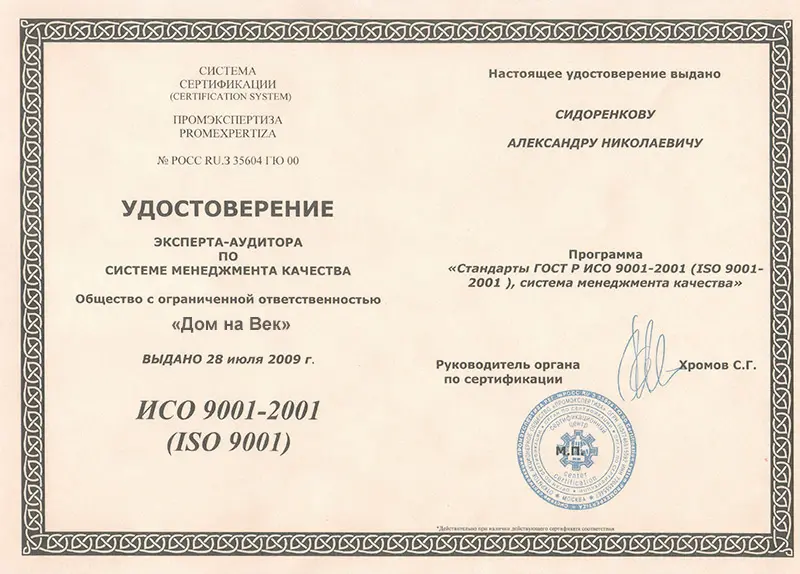 СИСТЕМА
СЕРТИФИКАЦИИ
(CERTIFICATION SYSTEM)
ПРОМЭКСПЕРТИЗА
PROMEXPERTIZA
№ РОСС RU.З 35604 ГЮ 00
УДОСТОВЕРЕНИЕ
ЭКСПЕРТА-АУДИТОРА
ПО
СИСТЕМЕ МЕНЕДЖМЕНТА КАЧЕСТВА
Общество с ограниченной ответственностью
«Дом на Век»
ВЫДАНО 28 июля 2009 г.
ИСО 9001-2001
(ISO 9001)
Настоящее удостоверение выдано
СИДОРЕНКОВУ
АЛЕКСАНДРУ НИКОЛАЕВИЧУ
Программа
«Стандарты ГОСТ Р ИСО 9001-2001 (ISO 9001-
2001 ), система менеджмента качества»
Руководитель органа
по сертификации
Хромов С.Г.
сертификационный
центр
М.П.
center
certification
МОСКВА
*Действительно при наличии действующего сертификата соответствия